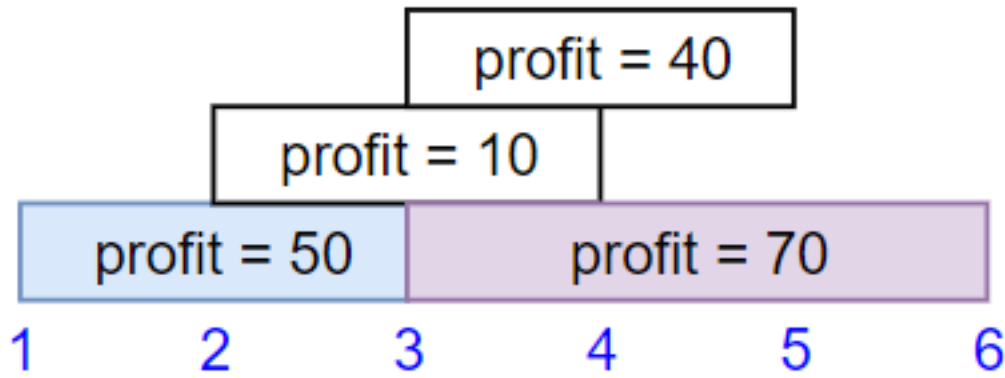 profit = 40
profit = 10
profit = 50 profit = 70
1 2 3 4 5 6